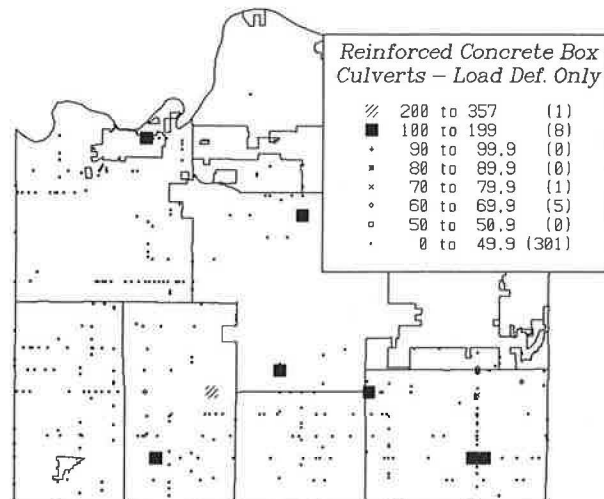 Reinforced Concrete Box
Culverts – Load Def. Only
200 to 357 (1)
100 to 199 (8)
90 to 99.9 (0)
80 to 89.9 (0)
70 to 79.9 (1)
60 to 69.9 (5)
50 to 50.9 (0)
0 to 49.9 (301)